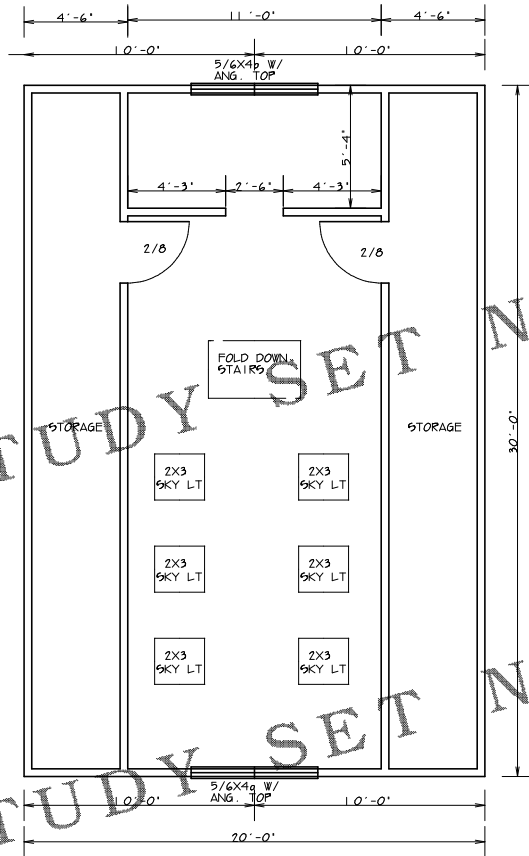 4'-6" 11'-0" 4'-6"
10'-0" 10'-0"
5/6X4 W/
ANG. TOP
5'-4"
4'-3" 2'-6" 4'-3"
2/8 2/8
FOLD DOWN
STAIRS
STUDY SET
STORAGE STORAGE
30'-0"
2X3 2X3
SKY LT SKY LT
2X3 2X3
SKY LT SKY LT
2X3 2X3
SKY LT SKY LT
TUDY SET N
5/6X4 W/
ANG. TOP
10'-0" 10'-0"
20'-0"